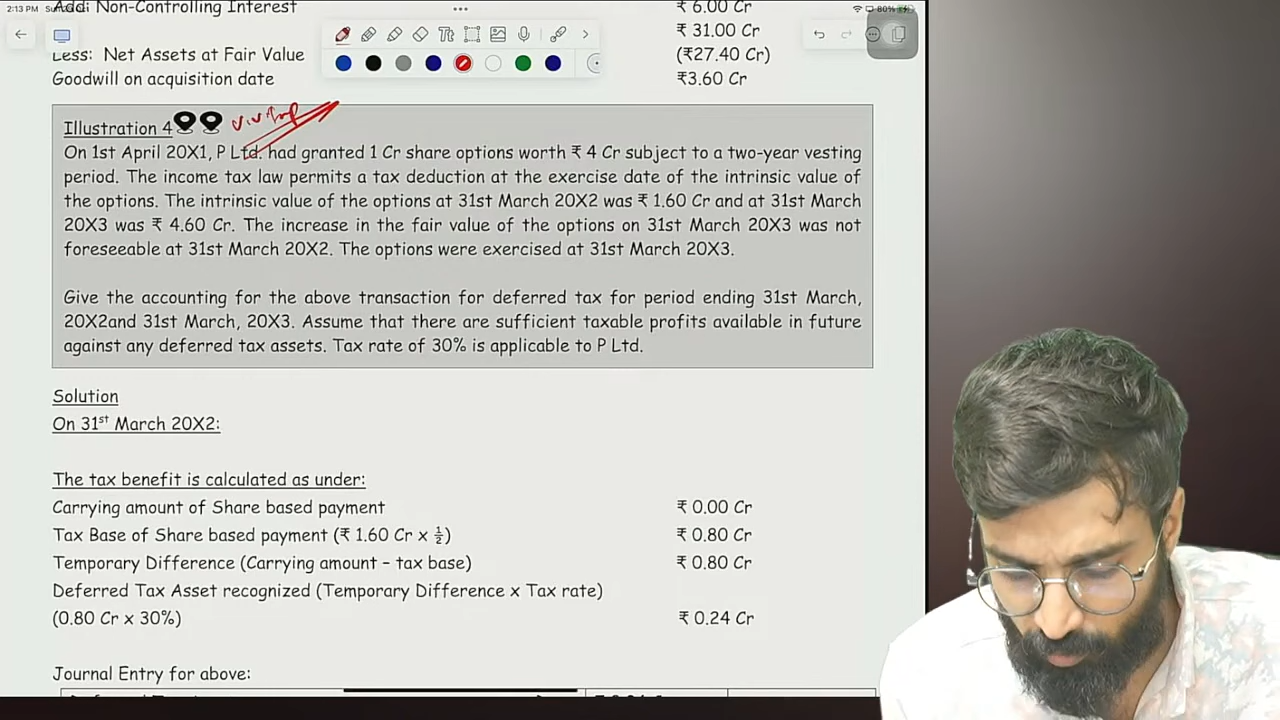 2:13 PM
80%
Add: Non-Controlling Interest ₹ 6.00 Cr
₹ 31.00 Cr
Less: Net Assets at Fair Value (₹27.40 Cr)
Goodwill on acquisition date ₹3.60 Cr
Illustration 4 v.v.imp
On 1st April 20X1, P Ltd. had granted 1 Cr share options worth ₹ 4 Cr subject to a two-year vesting
period. The income tax law permits a tax deduction at the exercise date of the intrinsic value of
the options. The intrinsic value of the options at 31st March 20X2 was ₹ 1.60 Cr and at 31st March
20X3 was ₹ 4.60 Cr. The increase in the fair value of the options on 31st March 20X3 was not
foreseeable at 31st March 20X2. The options were exercised at 31st March 20X3.
Give the accounting for the above transaction for deferred tax for period ending 31st March,
20X2and 31st March, 20X3. Assume that there are sufficient taxable profits available in future
against any deferred tax assets. Tax rate of 30% is applicable to P Ltd.
Solution
On 31st March 20X2:
The tax benefit is calculated as under:
Carrying amount of Share based payment ₹ 0.00 Cr
Tax Base of Share based payment (₹ 1.60 Cr x ½) ₹ 0.80 Cr
Temporary Difference (Carrying amount – tax base) ₹ 0.80 Cr
Deferred Tax Asset recognized (Temporary Difference x Tax rate)
(0.80 Cr x 30%) ₹ 0.24 Cr
Journal Entry for above: